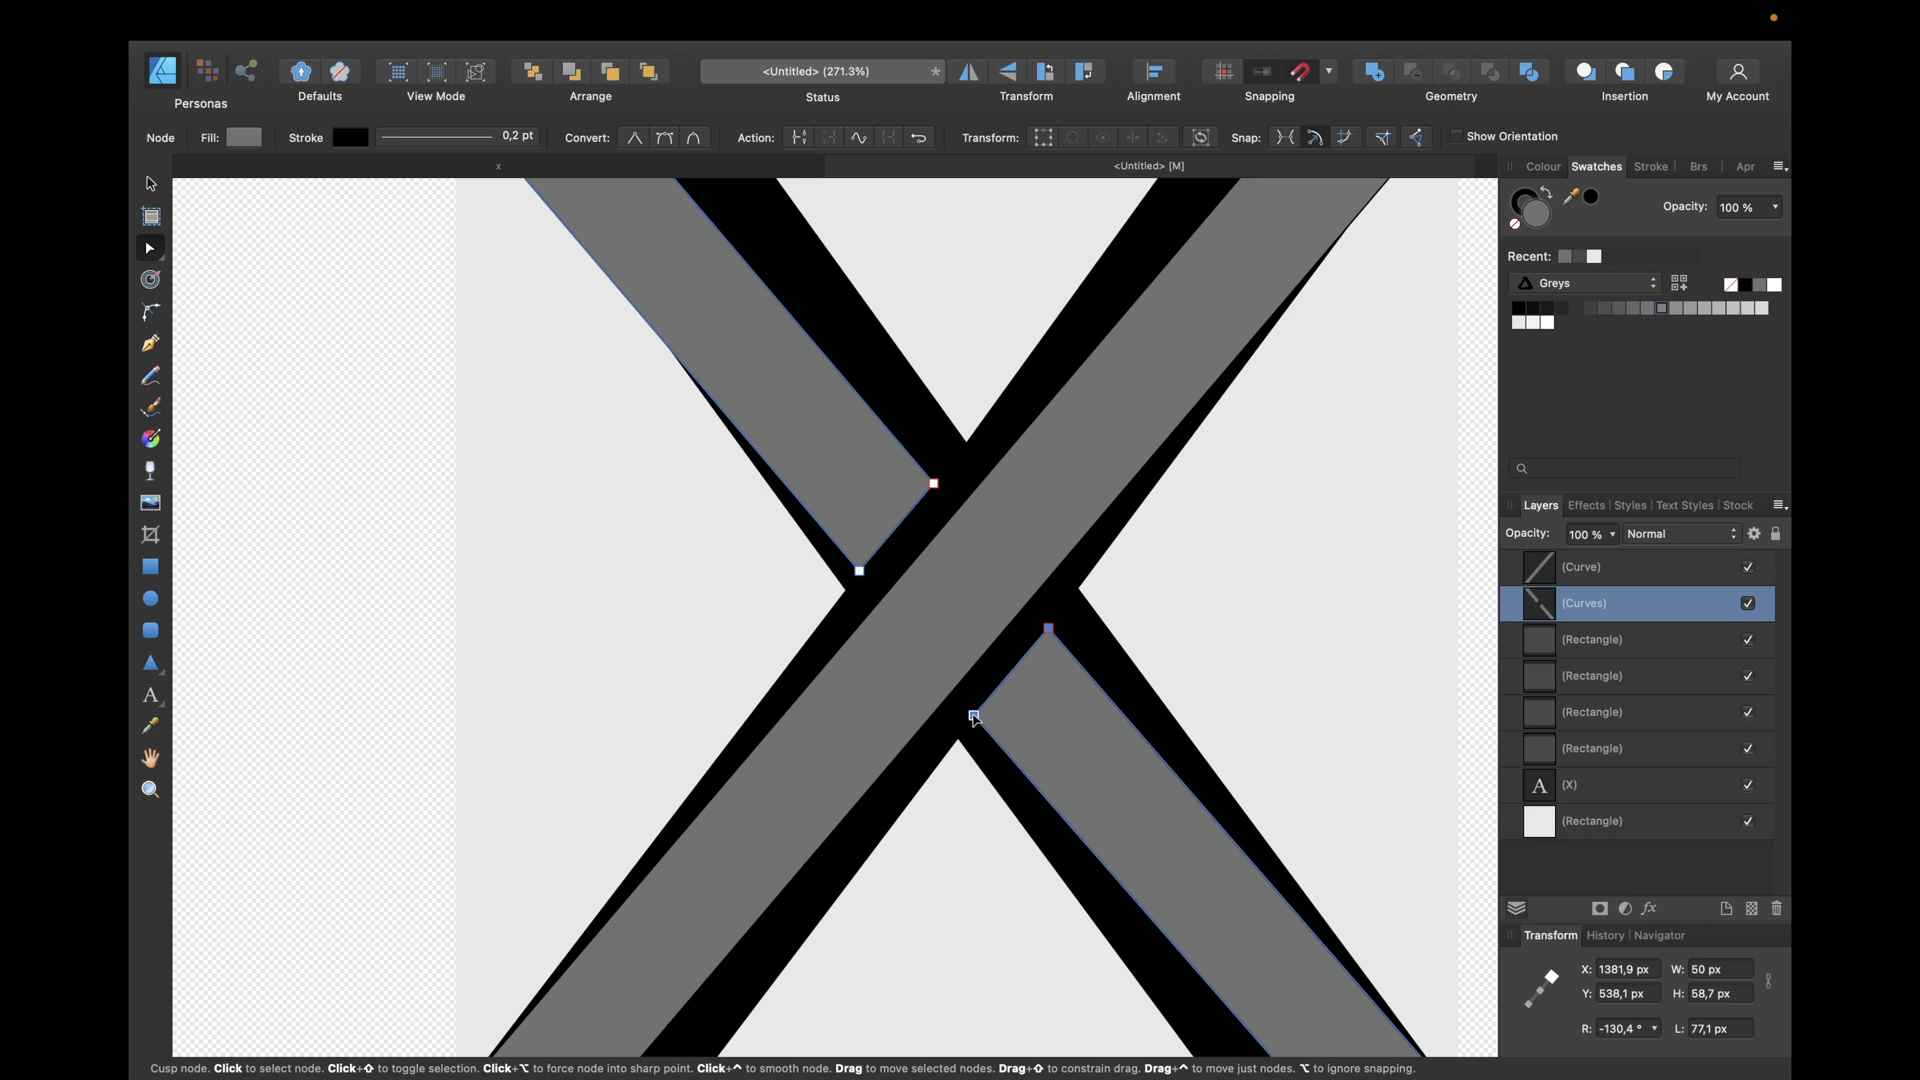 <Untitled> (271.3%)
*
Personas
Defaults
View Mode
Arrange
Status
Transform
Alignment
Snapping
Geometry
Insertion
My Account
Node
Fill:
Stroke
0,2 pt
Convert:
Action:
Transform:
Snap:
Show Orientation
x
<Untitled> [M]
Colour
Swatches
Stroke
Brs
Apr
Opacity:
100 %
Recent:
Greys
A
Layers
Effects
Styles
Text Styles
Stock
Opacity:
100 %
Normal
(Curve)
(Curves)
(Rectangle)
(Rectangle)
(Rectangle)
(Rectangle)
A
(X)
(Rectangle)
fx
Transform
History
Navigator
X: 1381,9 px W: 50 px
Y: 538,1 px H: 58,7 px
R: -130,4 ° L: 77,1 px
Cusp node. Click to select node. Click+⇧ to toggle selection. Click+⌥ to force node into sharp point. Click+^ to smooth node. Drag to move selected nodes. Drag+⇧ to constrain drag. Drag+^ to move just nodes. ⌥ to ignore snapping.